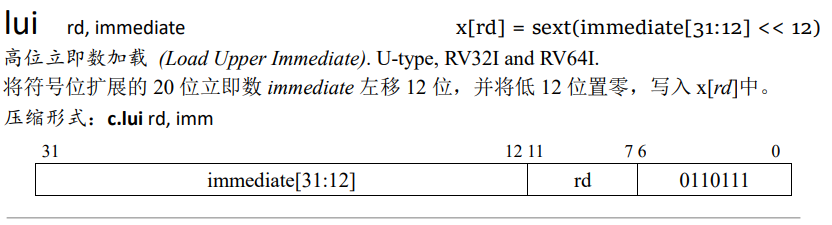 lui rd, immediate x[rd] = sext(immediate[31:12] << 12)
高位立即数加载 (Load Upper Immediate). U-type, RV32I and RV64I.
将符号位扩展的 20 位立即数 immediate 左移 12 位，并将低 12 位置零，写入 x[rd]中。
压缩形式：c.lui rd, imm
31 12 11 7 6 0
immediate[31:12] rd 0110111